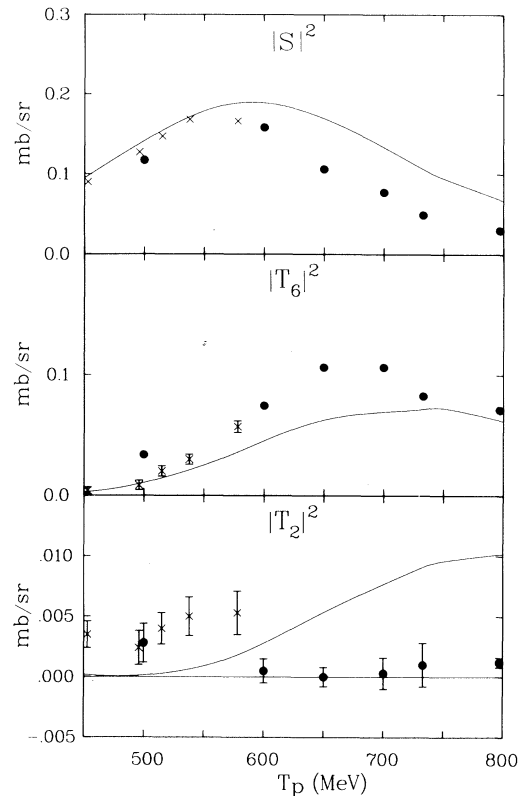 0.3
|S|²
0.2
mb/sr
0.1
0.0
|T₆|²
mb/sr
0.1
0.0
|T₂|²
.010
mb/sr
.005
.000
-.005
500 600 700 800
Tₚ (MeV)